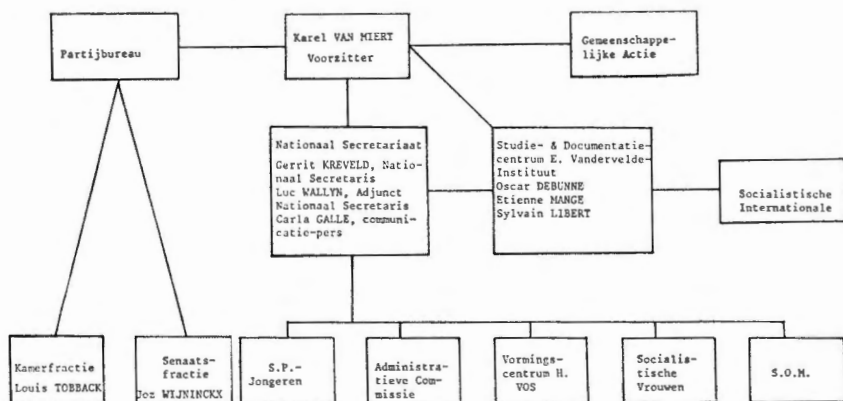 Partijbureau
Karel VAN MIERT
Voorzitter
Gemeenschappe-
lijke Actie
Nationaal Secretariaat
Gerrit KREVELD, Natio-
naal Secretaris
Luc WALLYN, Adjunct
Nationaal Secretaris
Carla GALLE, communi-
catie-pers
Studie- & Documentatie-
centrum E. Vandervelde-
Instituut
Oscar DEBUNNE
Etienne MANGE
Sylvain LIBERT
Socialistische
Internationale
Kamerfractie
Louis TOBBACK
Senaats-
fractie
Joz WIJNINCKX
S.P.-
Jongeren
Administra-
tieve Com-
missie
Vormings-
centrum H.
VOS
Socialis-
tische
Vrouwen
S.O.M.